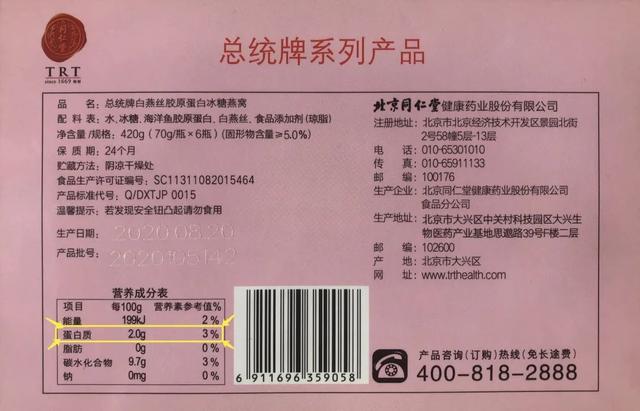 同仁堂
TRT
since 1669
总统牌系列产品
品　　名：总统牌白燕丝胶原蛋白冰糖燕窝
配 料 表：水、冰糖、海洋鱼胶原蛋白、白燕丝、食品添加剂(琼脂)
净含量/规格：420g（70g/瓶×6瓶）(固形物含量≥5.0%)
保 质 期：24个月
贮藏方法：阴凉干燥处
食品生产许可证编号：SC11311082015464
产品标准代号：Q/DXTJP 0015
温馨提示：若发现安全钮凸起请勿食用
生产日期：2020.08.20
产品批号：2020105142
北京同仁堂健康药业股份有限公司
注册地址：北京市北京经济技术开发区景园北街
2号58幢5层-13层
电　　话：010-65301010
传　　真：010-65911133
邮　　编：100176
生产企业：北京同仁堂健康药业股份有限公司
食品分公司
生产地址：北京市大兴区中关村科技园区大兴生
物医药产业基地思邈路39号F楼二层
邮　　编：102600
产　　地：北京市大兴区
网　　址：www.trthealth.com
营养成分表
项目 每100g 营养素参考值%
能量 199kJ 2%
蛋白质 2.0g 3%
脂肪 0g 0%
碳水化合物 9.7g 3%
钠 0mg 0%
6 911696 359058
产品咨询(订购)热线(免长途费)
400-818-2888